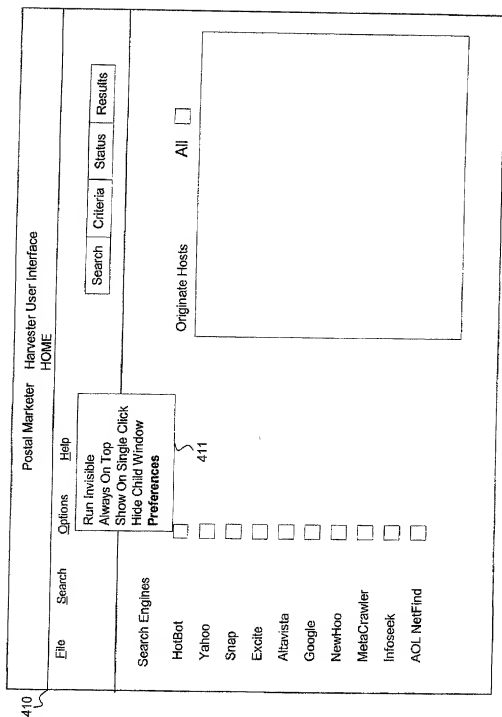 410
Postal Marketer Harvester User Interface
HOME
File Search Options Help
Run Invisible
Always On Top
Show On Single Click
Hide Child Window
Preferences
411
Search Criteria Status Results
Search Engines
HotBot
Yahoo
Snap
Excite
Altavista
Google
NewHoo
MetaCrawler
Infoseek
AOL NetFind
Originate Hosts All